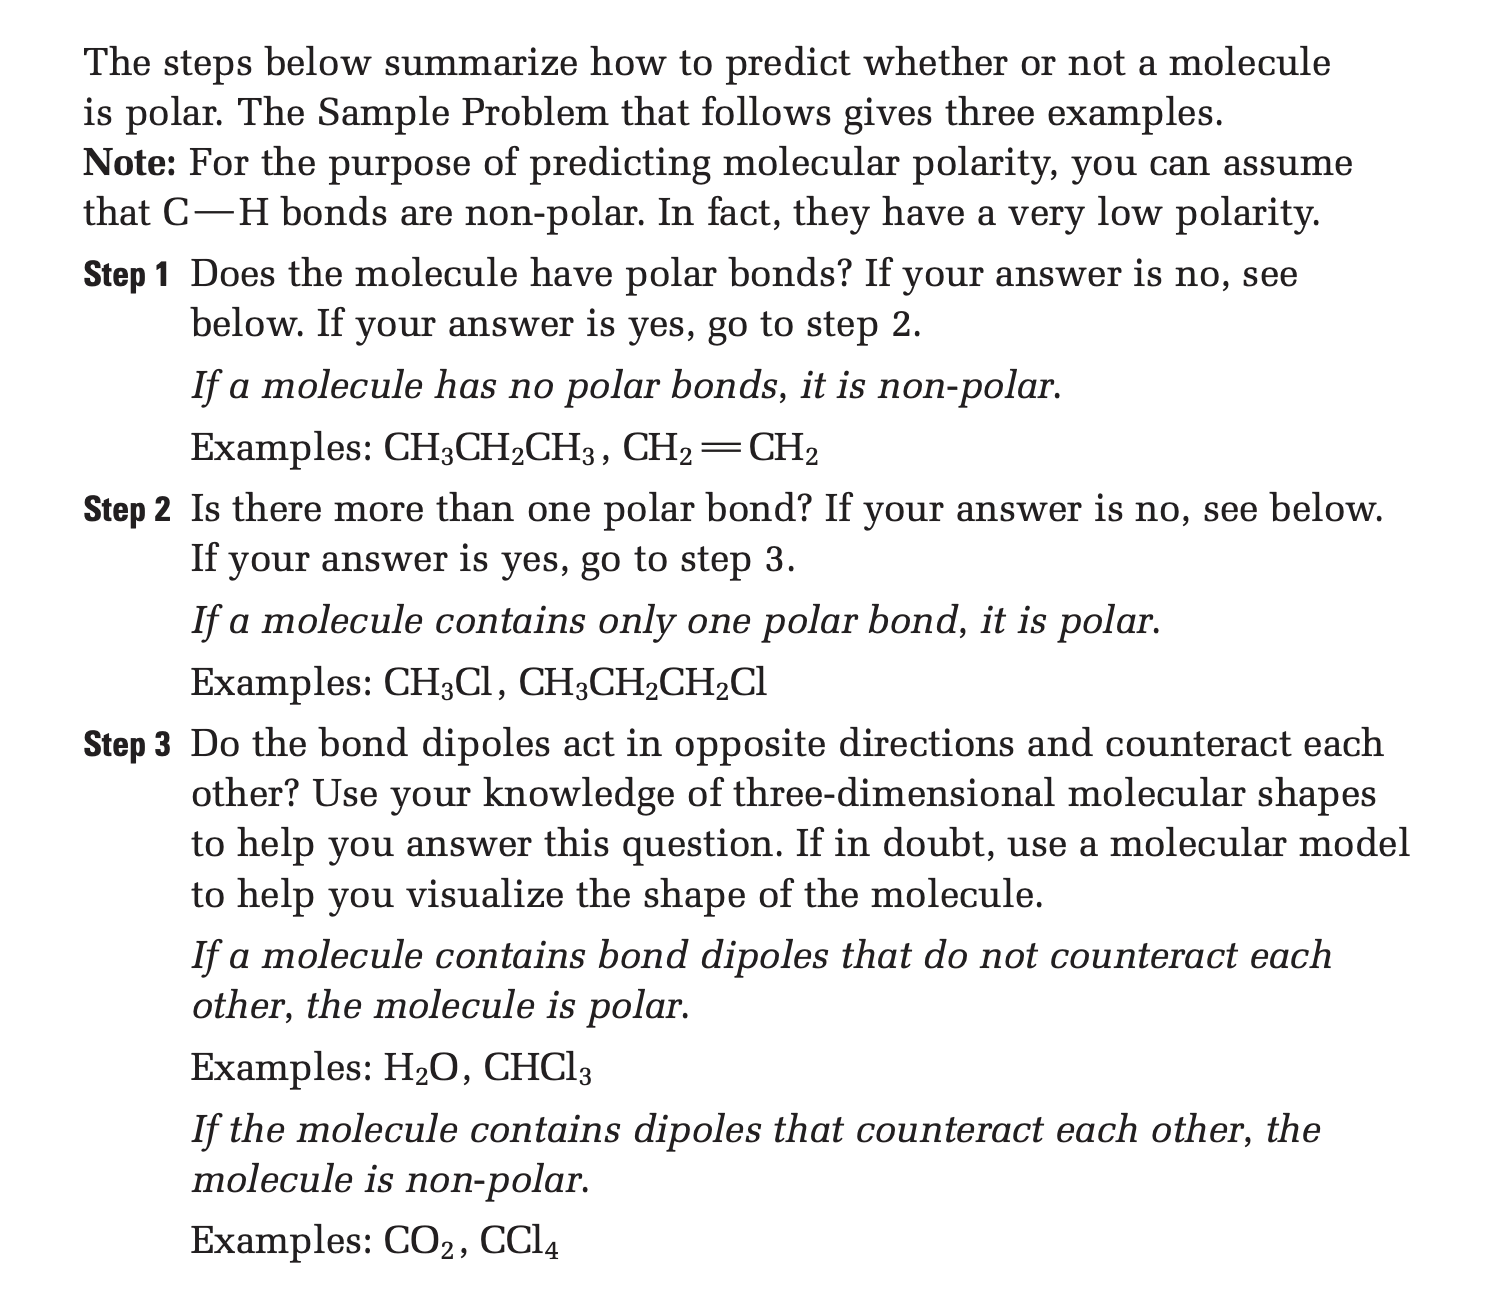 The steps below summarize how to predict whether or not a molecule
is polar. The Sample Problem that follows gives three examples.
Note: For the purpose of predicting molecular polarity, you can assume
that C—H bonds are non-polar. In fact, they have a very low polarity.
Step 1 Does the molecule have polar bonds? If your answer is no, see
below. If your answer is yes, go to step 2.
If a molecule has no polar bonds, it is non-polar.
Examples: CH₃CH₂CH₃, CH₂═CH₂
Step 2 Is there more than one polar bond? If your answer is no, see below.
If your answer is yes, go to step 3.
If a molecule contains only one polar bond, it is polar.
Examples: CH₃Cl, CH₃CH₂CH₂Cl
Step 3 Do the bond dipoles act in opposite directions and counteract each
other? Use your knowledge of three-dimensional molecular shapes
to help you answer this question. If in doubt, use a molecular model
to help you visualize the shape of the molecule.
If a molecule contains bond dipoles that do not counteract each
other, the molecule is polar.
Examples: H₂O, CHCl₃
If the molecule contains dipoles that counteract each other, the
molecule is non-polar.
Examples: CO₂, CCl₄